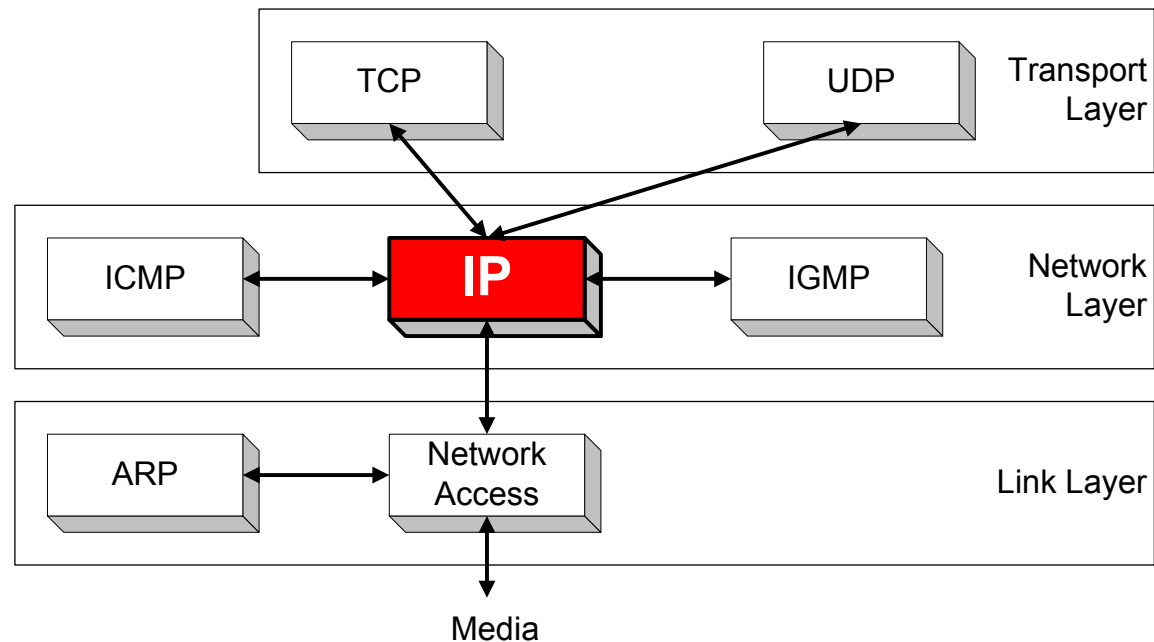 TCP
UDP
Transport
Layer
ICMP
IP
IGMP
Network
Layer
ARP
Network
Access
Link Layer
Media